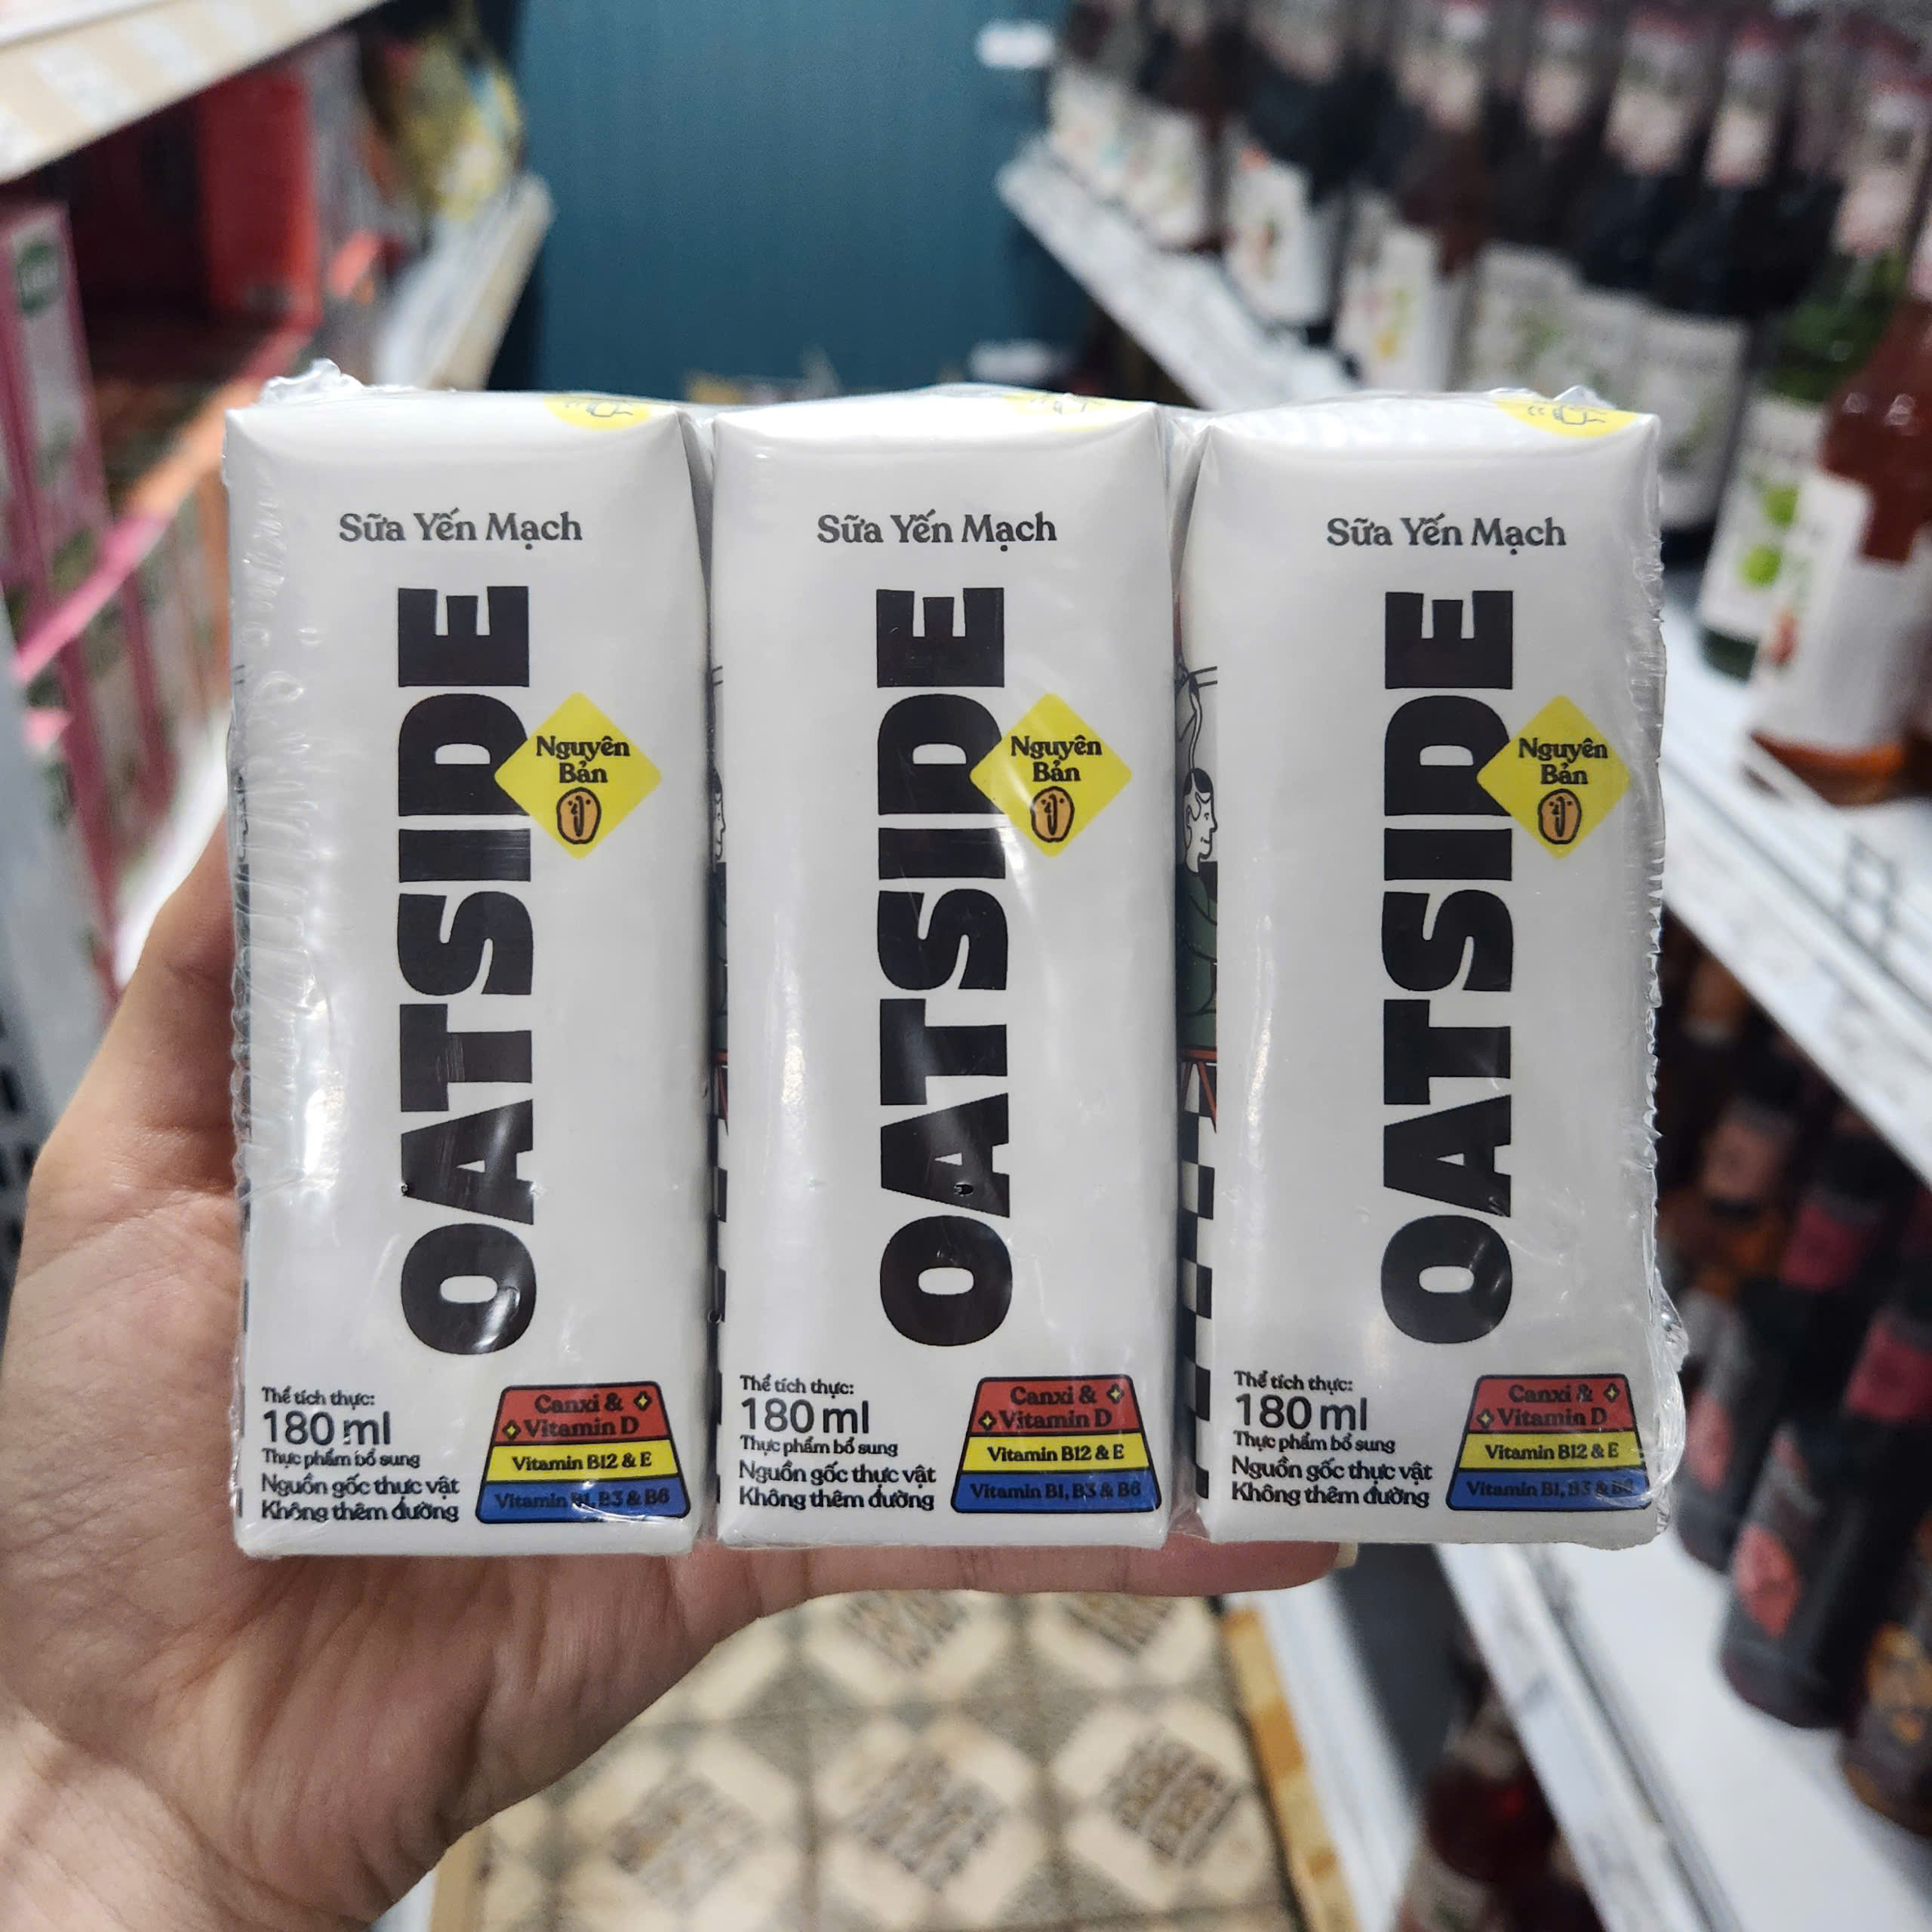 Sữa Yến Mạch
OATSIDE
Nguyên
Bản
Thể tích thực:
180 ml
Thực phẩm bổ sung
Nguồn gốc thực vật
Không thêm đường
Canxi &
Vitamin D
Vitamin B12 & E
Vitamin B1, B3 & B6
Sữa Yến Mạch
OATSIDE
Nguyên
Bản
Thể tích thực:
180 ml
Thực phẩm bổ sung
Nguồn gốc thực vật
Không thêm đường
Canxi &
Vitamin D
Vitamin B12 & E
Vitamin B1, B3 & B6
Sữa Yến Mạch
OATSIDE
Nguyên
Bản
Thể tích thực:
180 ml
Thực phẩm bổ sung
Nguồn gốc thực vật
Không thêm đường
Canxi &
Vitamin D
Vitamin B12 & E
Vitamin B1, B3 & B6